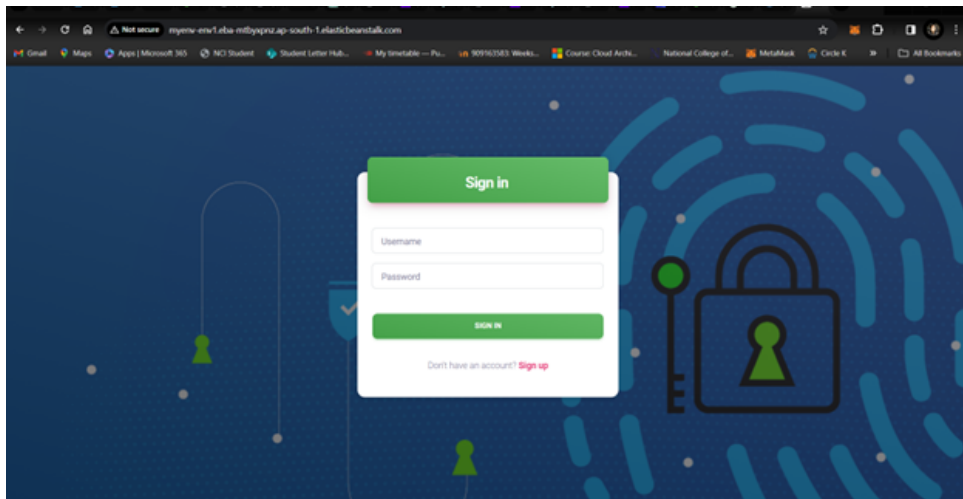 Not secure myenv-env1.eba-mtbyxpnz.ap-south-1.elasticbeanstalk.com
Gmail Maps Apps | Microsoft 365 NCI Student Student Letter Hub... My timetable — Pu... 909163583: Weeks... Course: Cloud Archi... National College of... MetaMask Circle K » All Bookmarks
Sign in
Username
Password
SIGN IN
Don't have an account? Sign up